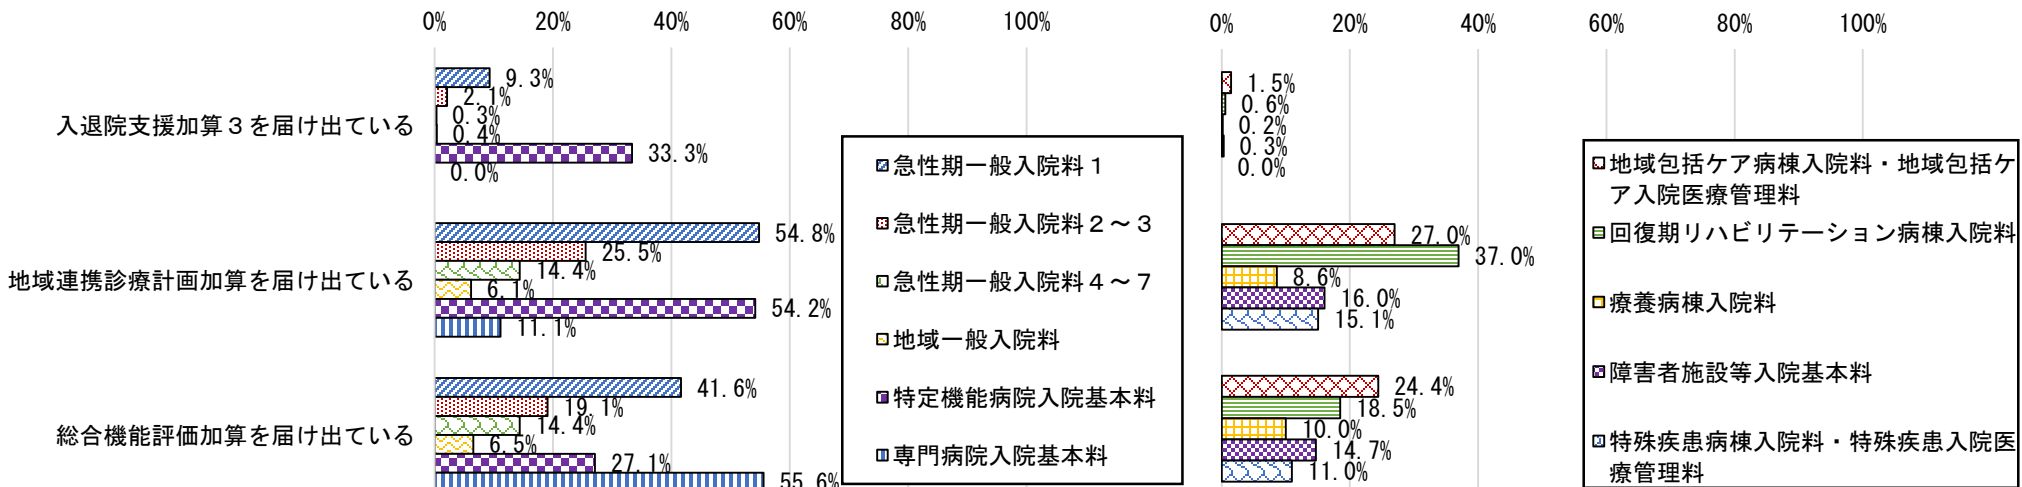 0% 20% 40% 60% 80% 100%
入退院支援加算３を届け出ている
9.3%
2.1%
0.3%
0.4%
33.3%
0.0%
地域連携診療計画加算を届け出ている
54.8%
25.5%
14.4%
6.1%
54.2%
11.1%
総合機能評価加算を届け出ている
41.6%
19.1%
14.4%
6.5%
27.1%
55.6%
急性期一般入院料１
急性期一般入院料２～３
急性期一般入院料４～７
地域一般入院料
特定機能病院入院基本料
専門病院入院基本料
0% 20% 40% 60% 80% 100%
1.5%
0.6%
0.2%
0.3%
0.0%
27.0%
37.0%
8.6%
16.0%
15.1%
24.4%
18.5%
10.0%
14.7%
11.0%
地域包括ケア病棟入院料・地域包括ケ
ア入院医療管理料
回復期リハビリテーション病棟入院料
療養病棟入院料
障害者施設等入院基本料
特殊疾患病棟入院料・特殊疾患入院医
療管理料